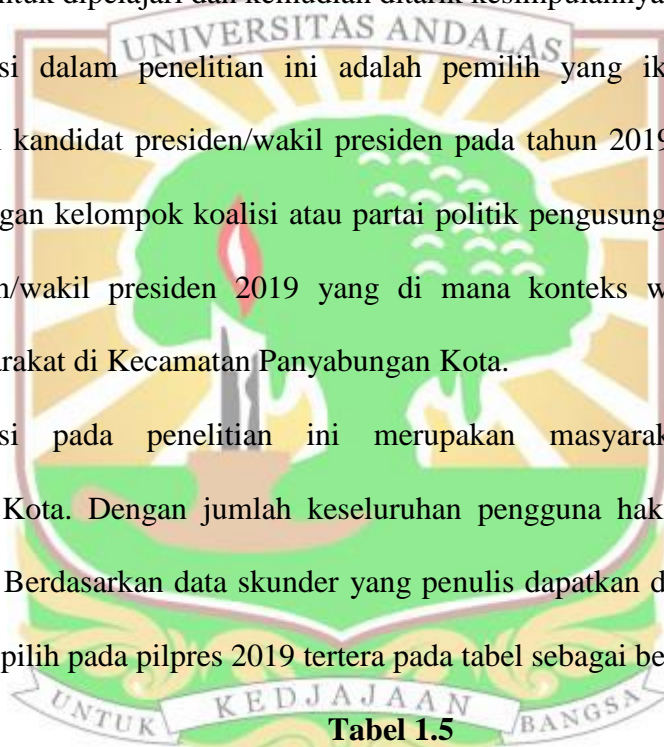 untuk dipelajari dan kemudian ditarik kesimpulannya
UNIVERSITAS ANDALAS
si dalam penelitian ini adalah pemilih yang ik
kandidat presiden/wakil presiden pada tahun 2019
gan kelompok koalisi atau partai politik pengusung
n/wakil presiden 2019 yang di mana konteks w
arakat di Kecamatan Panyabungan Kota.
si pada penelitian ini merupakan masyarak
Kota. Dengan jumlah keseluruhan pengguna hak
Berdasarkan data skunder yang penulis dapatkan d
pilih pada pilpres 2019 tertera pada tabel sebagai be
UNTUK KEDJAJAAN BANGSA
Tabel 1.5